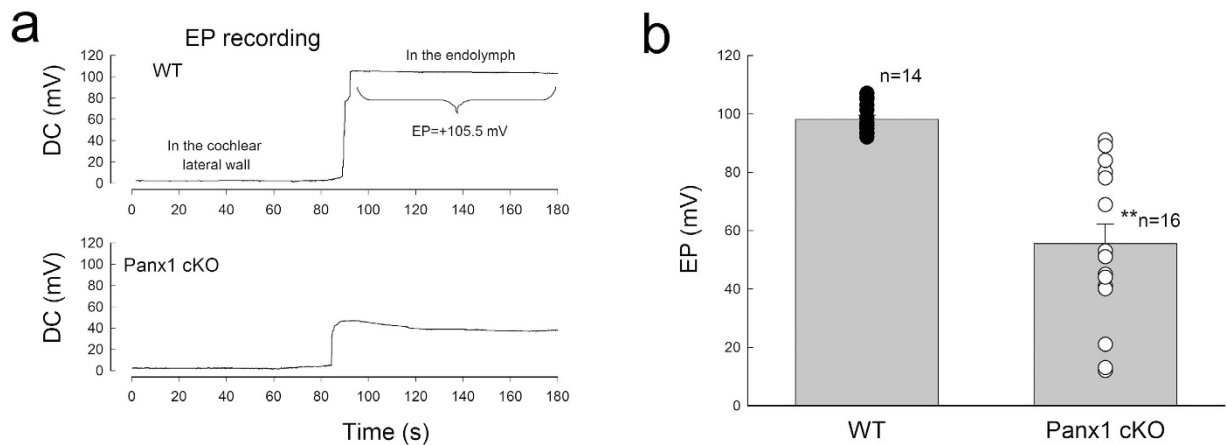 a
EP recording
WT
In the endolymph
EP=+105.5 mV
In the cochlear
lateral wall
DC (mV)
120
100
80
60
40
20
0
0 20 40 60 80 100 120 140 160 180
Panx1 cKO
DC (mV)
120
100
80
60
40
20
0
0 20 40 60 80 100 120 140 160 180
Time (s)
b
EP (mV)
120
100
80
60
40
20
0
n=14
**n=16
WT Panx1 cKO